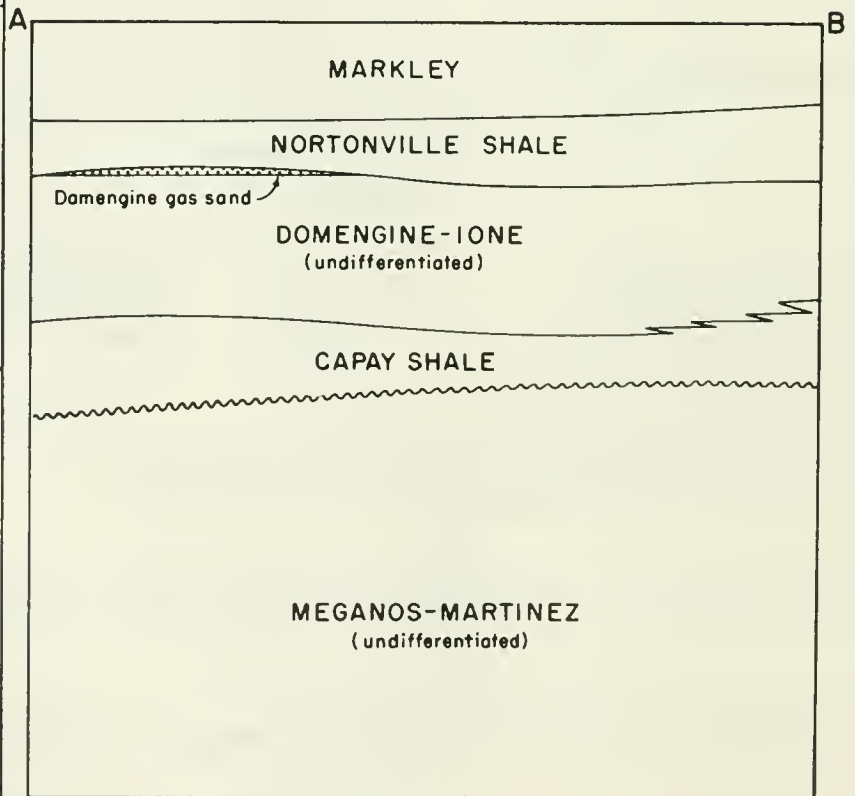 A
B
MARKLEY
NORTONVILLE SHALE
Domengine gas sand
DOMENGINE-IONE
(undifferentiated)
CAPAY SHALE
MEGANOS-MARTINEZ
(undifferentiated)